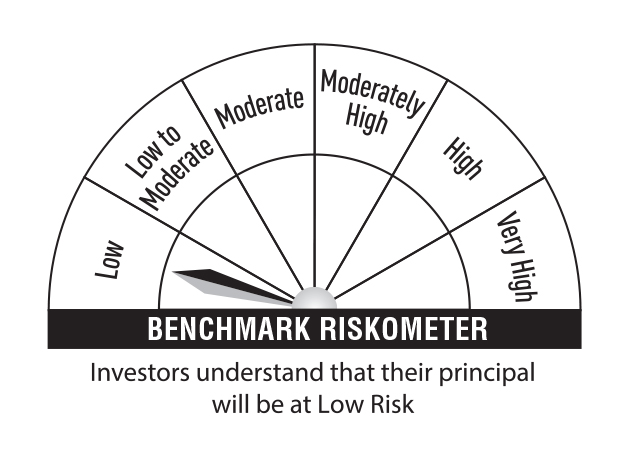 Low
Low to
Moderate
Moderate
Moderately
High
High
Very High
BENCHMARK RISKOMETER
Investors understand that their principal
will be at Low Risk